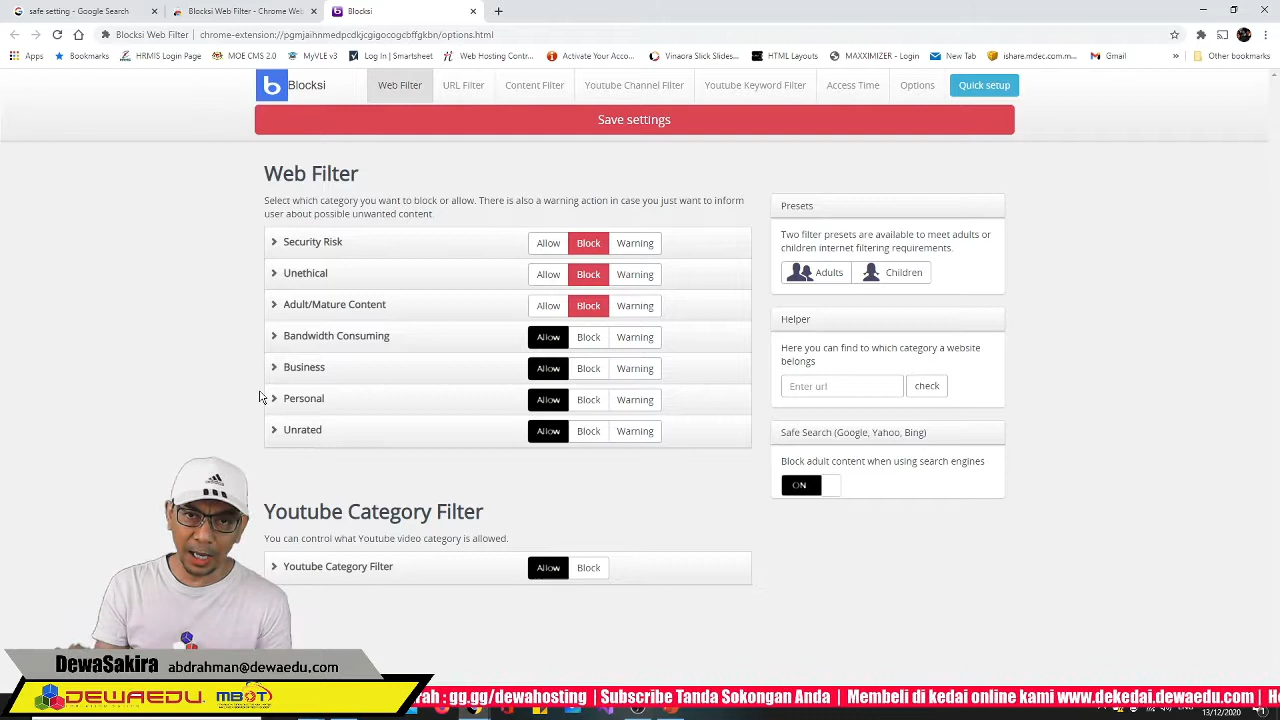 safe setting - Google Search
Blocksi Web Filter - Chrome Web
Blocksi
Blocksi Web Filter | chrome-extension://pgmjaihnmedpcdkjcgigocogcbffgkbn/options.html
Apps Bookmarks HRMIS Login Page MOE CMS 2.0 MyVLE v3 Log In | Smartsheet Activate Your Acco... Vinaora Slick Slidesh... HTML Layouts MAXXIMIZER - Login New Tab ishare.mdec.com.m... Gmail » Other bookmarks
Blocksi Web Filter URL Filter Content Filter Youtube Channel Filter Youtube Keyword Filter Access Time Options Quick setup
Save settings
Web Filter
Select which category you want to block or allow. There is also a warning action in case you just want to inform
user about possible unwanted content.
Security Risk Allow Block Warning
Unethical Allow Block Warning
Adult/Mature Content Allow Block Warning
Bandwidth Consuming Allow Block Warning
Business Allow Block Warning
Personal Allow Block Warning
Unrated Allow Block Warning
Presets
Two filter presets are available to meet adults or
children internet filtering requirements.
Adults Children
Helper
Here you can find to which category a website
belongs
Enter url check
Safe Search (Google, Yahoo, Bing)
Block adult content when using search engines
ON
Youtube Category Filter
You can control what Youtube video category is allowed.
Youtube Category Filter Allow Block
DewaSakira abdrahman@dewaedu.com
DEWAEDU MBOT
rah : gg.gg/dewahosting | Subscribe Tanda Sokongan Anda | Membeli di kedai online kami www.dekedai.dewaedu.com | Ho
13/12/2020